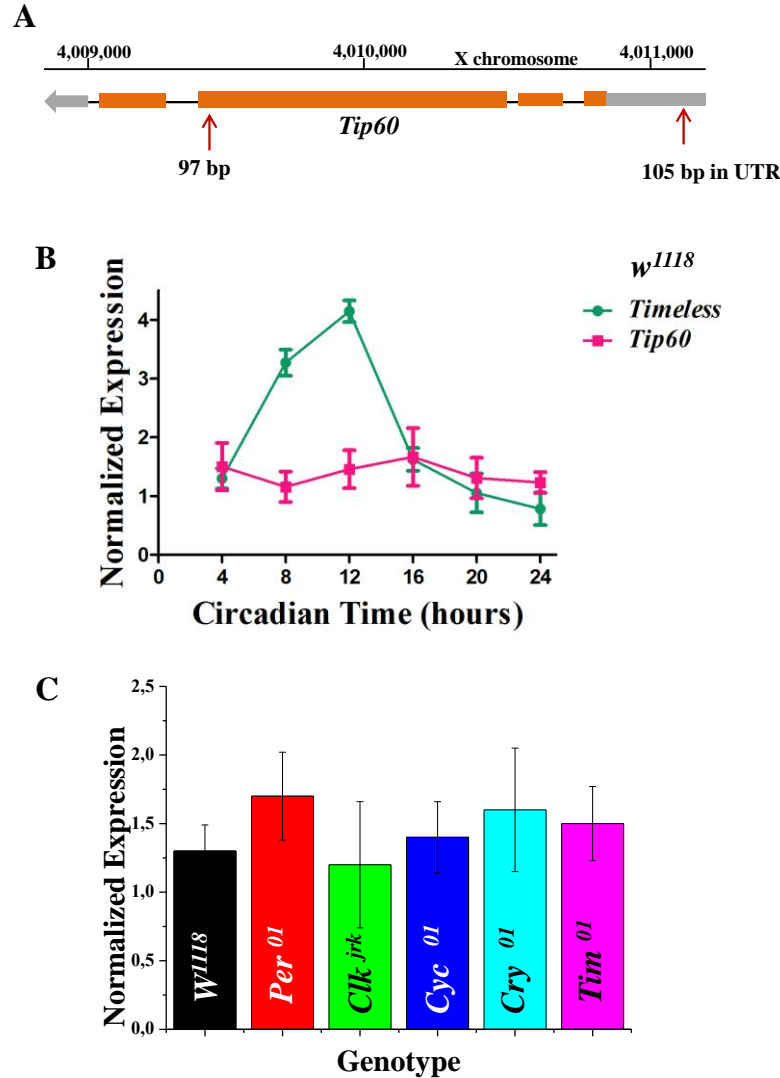 A
4,009,000 4,010,000 X chromosome 4,011,000
Tip60
97 bp
105 bp in UTR
B
w1118
Timeless
Tip60
Normalized Expression
4
3
2
1
0
0 4 8 12 16 20 24
Circadian Time (hours)
C
Normalized Expression
2,5
2,0
1,5
1,0
0,5
0,0
W1118
Per 01
Clk jrk
Cyc 01
Cry 01
Tim 01
Genotype